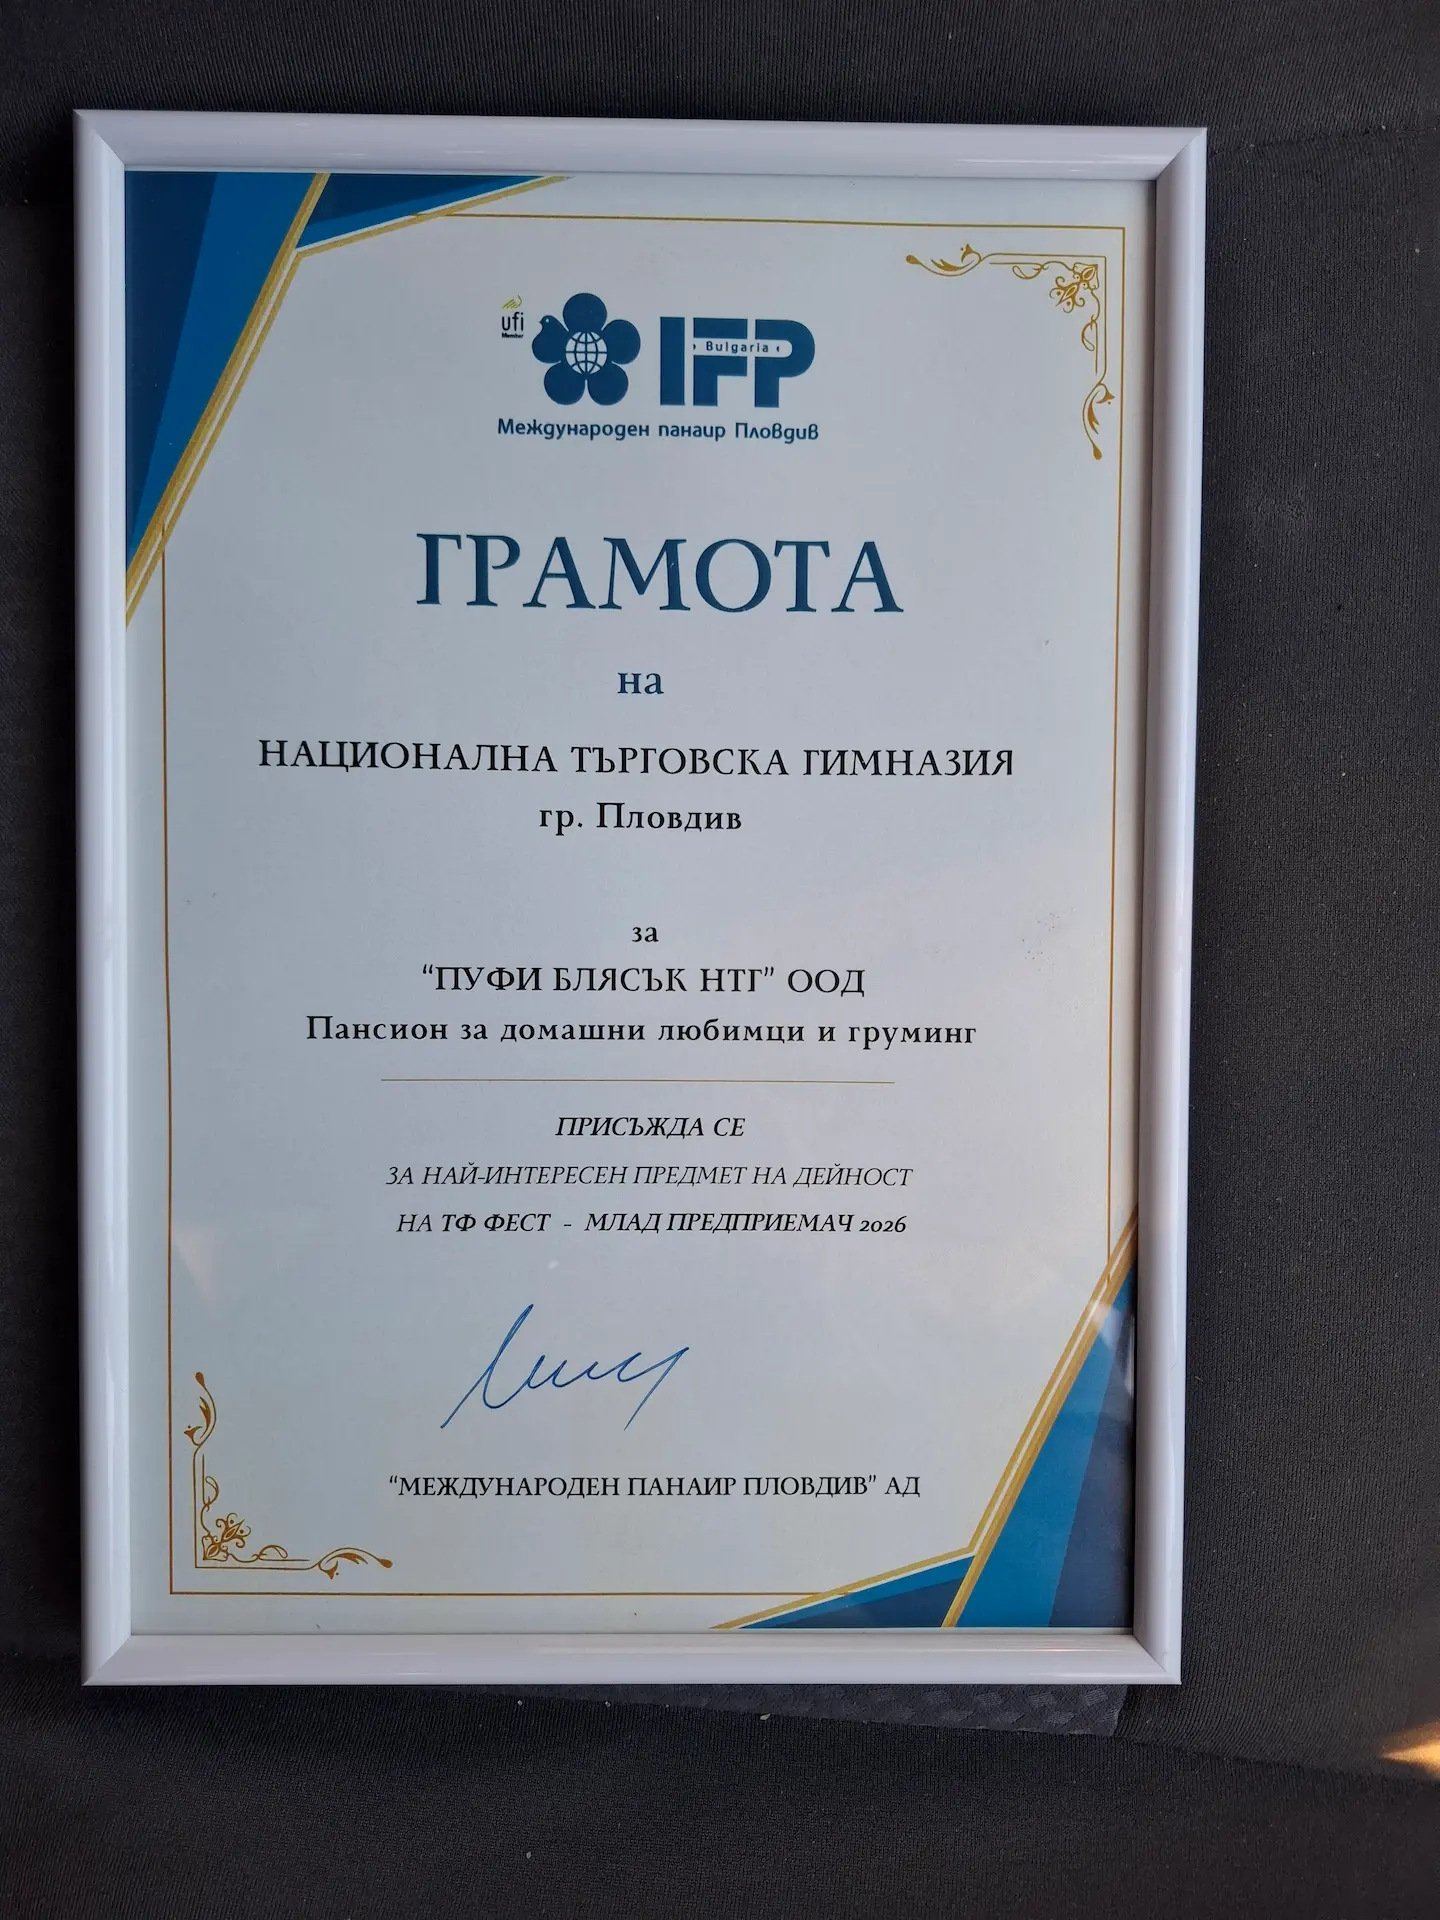 ufi
Member
IFP
Bulgaria
Международен панаир Пловдив
ГРАМОТА
на
НАЦИОНАЛНА ТЪРГОВСКА ГИМНАЗИЯ
гр. Пловдив
за
“ПУФИ БЛЯСЪК НТГ” ООД
Пансион за домашни любимци и груминг
ПРИСЪЖДА СЕ
ЗА НАЙ-ИНТЕРЕСЕН ПРЕДМЕТ НА ДЕЙНОСТ
НА ТФ ФЕСТ - МЛАД ПРЕДПРИЕМАЧ 2026
“МЕЖДУНАРОДЕН ПАНАИР ПЛОВДИВ” АД